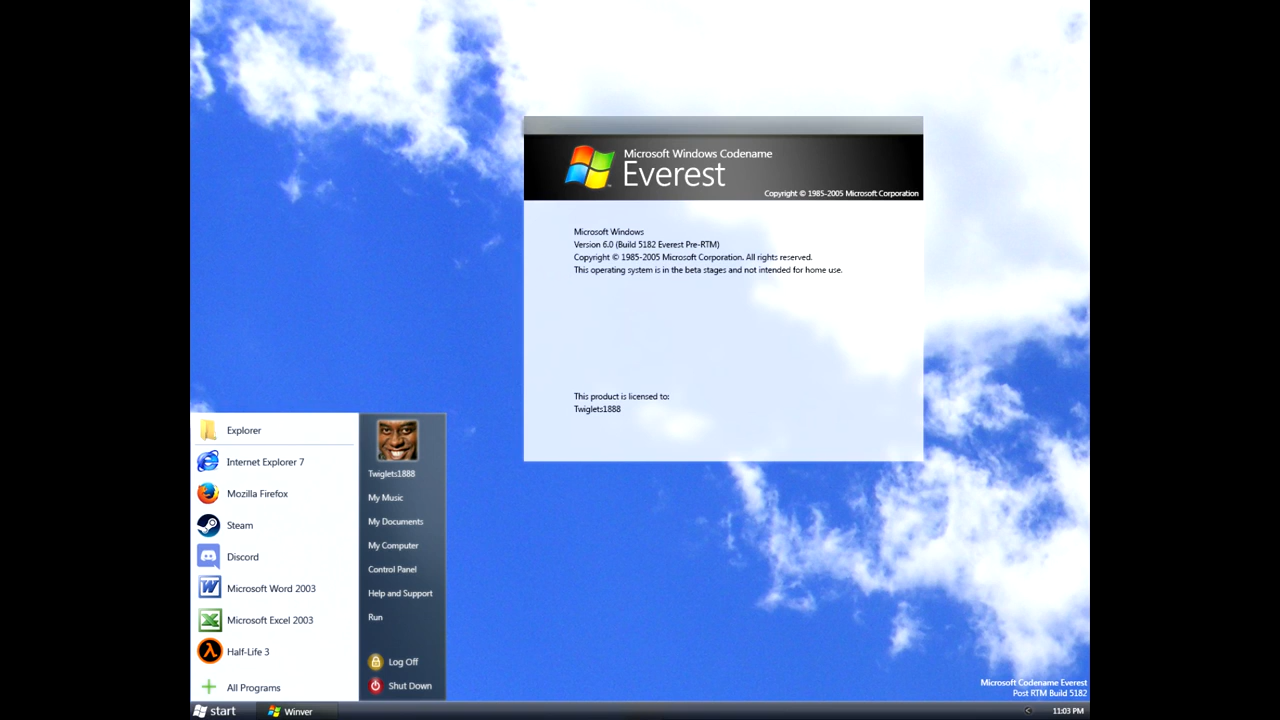 Microsoft Windows Codename
Everest
Copyright © 1985-2005 Microsoft Corporation
Microsoft Windows
Version 6.0 (Build 5182 Everest Pre-RTM)
Copyright © 1985-2005 Microsoft Corporation. All rights reserved.
This operating system is in the beta stages and not intended for home use.
This product is licensed to:
Twiglets1888
Explorer
Internet Explorer 7
Mozilla Firefox
Steam
Discord
Microsoft Word 2003
Microsoft Excel 2003
Half-Life 3
All Programs
Twiglets1888
My Music
My Documents
My Computer
Control Panel
Help and Support
Run
Log Off
Shut Down
Microsoft Codename Everest
Post RTM Build 5182
start
Winver
<
11:03 PM